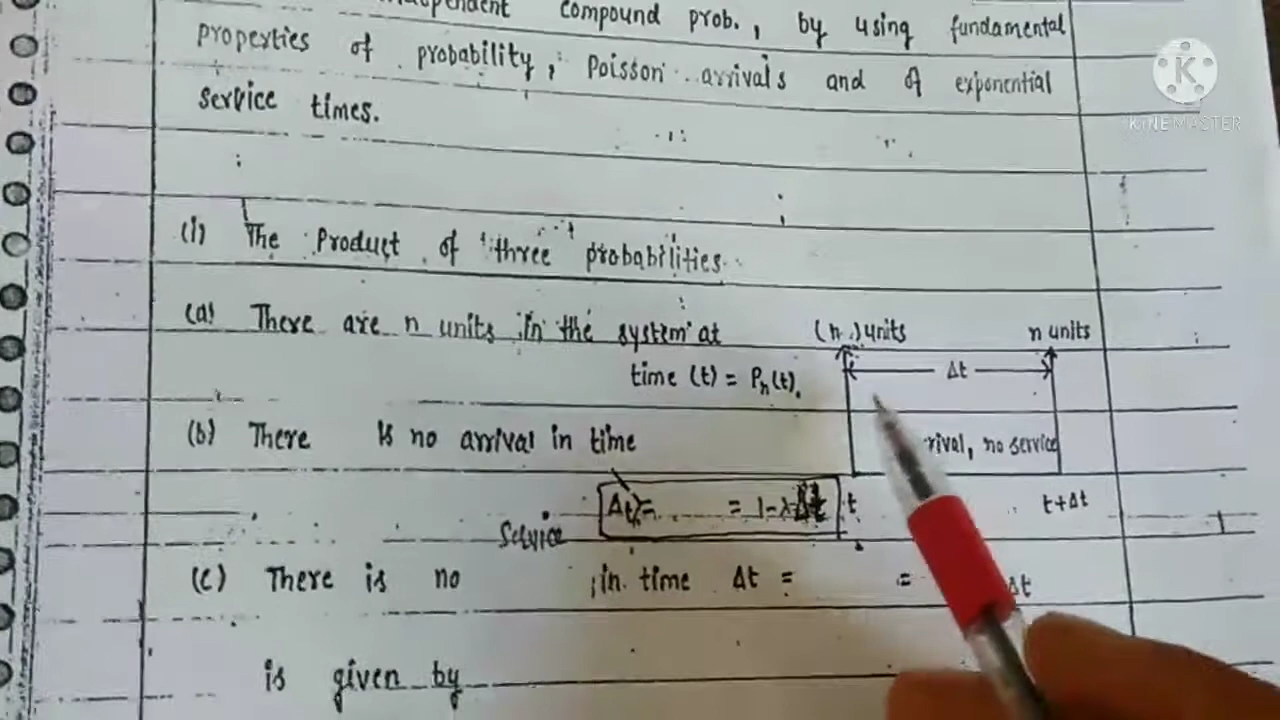 compound prob., by using fundamental
properties of probability, Poisson arrivals and of exponential
service times.
KINEMASTER
(i) The Product of three probabilities.
(a) There are n units in the system at
time (t) = Pn(t).
(n ) units
n units
Δt
(b) There is no arrival in time
rival, no service
Δt = = 1-λΔt
t
t+Δt
Service
(c) There is no in time Δt = = Δt
is given by